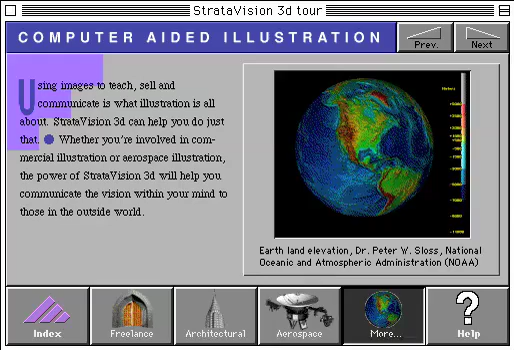 StrataVision 3d tour
COMPUTER AIDED ILLUSTRATION
Prev.
Next
Using images to teach, sell and
communicate is what illustration is all
about. StrataVision 3d can help you do just
that. ● Whether you're involved in com-
mercial illustration or aerospace illustration,
the power of StrataVision 3d will help you
communicate the vision within your mind to
those in the outside world.
Earth land elevation, Dr. Peter W. Sloss, National
Oceanic and Atmospheric Administration (NOAA)
Index
Freelance
Architectural
Aerospace
More...
? Help